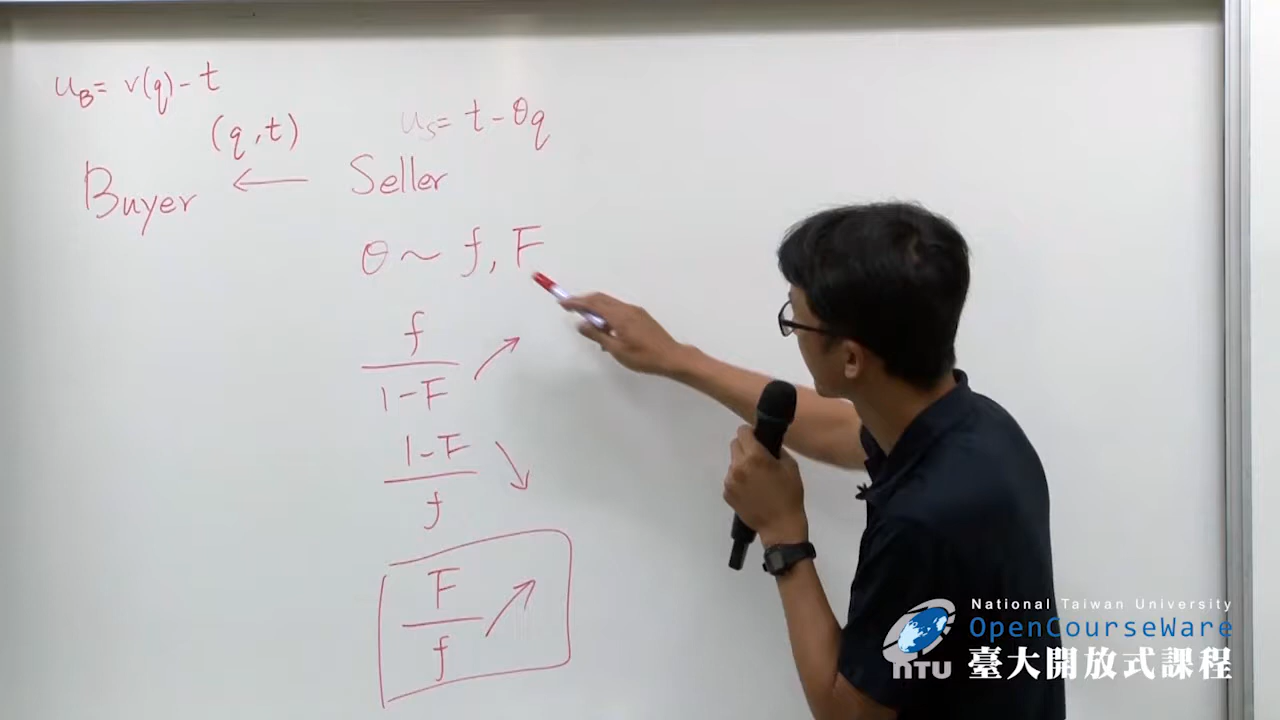 u_B = v(q) - t
(q, t)
u_S = t - θq
Buyer ← Seller
θ ~ f, F
f
1-F ↗
1-F
f ↘
F
f ↗
National Taiwan University
OpenCourseWare
臺大開放式課程
NTU